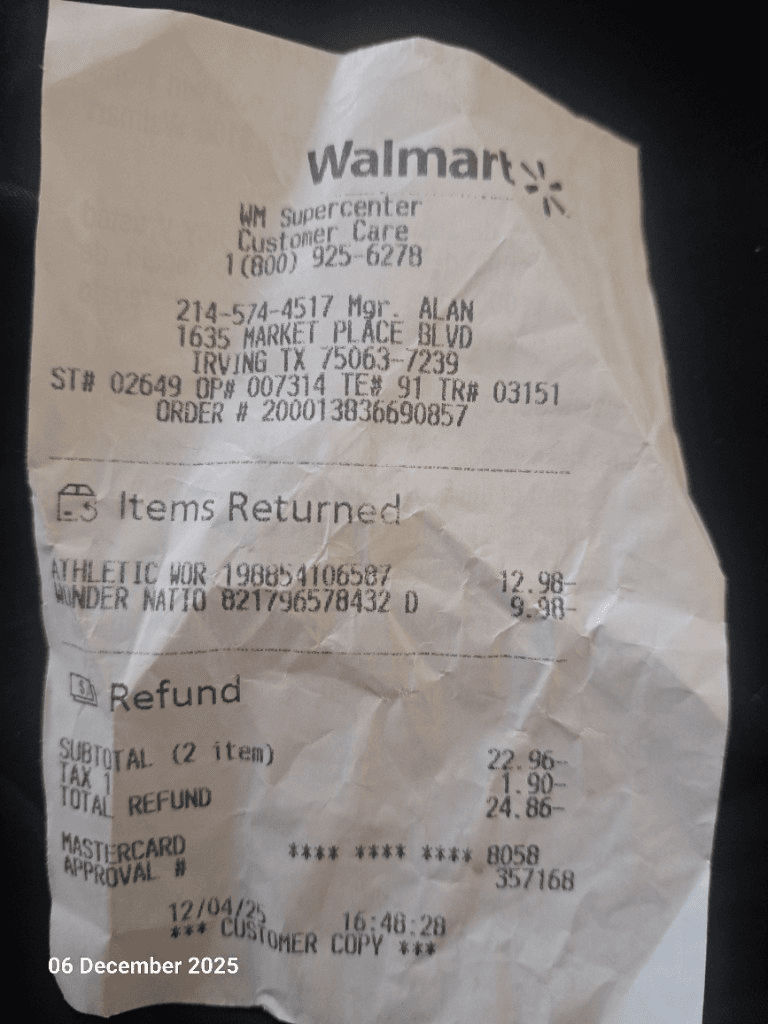 Walmart
WM Supercenter
Customer Care
1(800) 925-6278
214-574-4517 Mgr. ALAN
1635 MARKET PLACE BLVD
IRVING TX 75063-7239
ST# 02649 OP# 007314 TE# 91 TR# 03151
ORDER # 200013836690857
Items Returned
ATHLETIC WOR 198854106587 12.98-
WONDER NATIO 821796578432 D 9.98-
Refund
SUBTOTAL (2 item) 22.96-
TAX 1 1.90-
TOTAL REFUND 24.86-
MASTERCARD **** **** **** 8058
APPROVAL # 357168
12/04/25 16:48:28
*** CUSTOMER COPY ***
06 December 2025